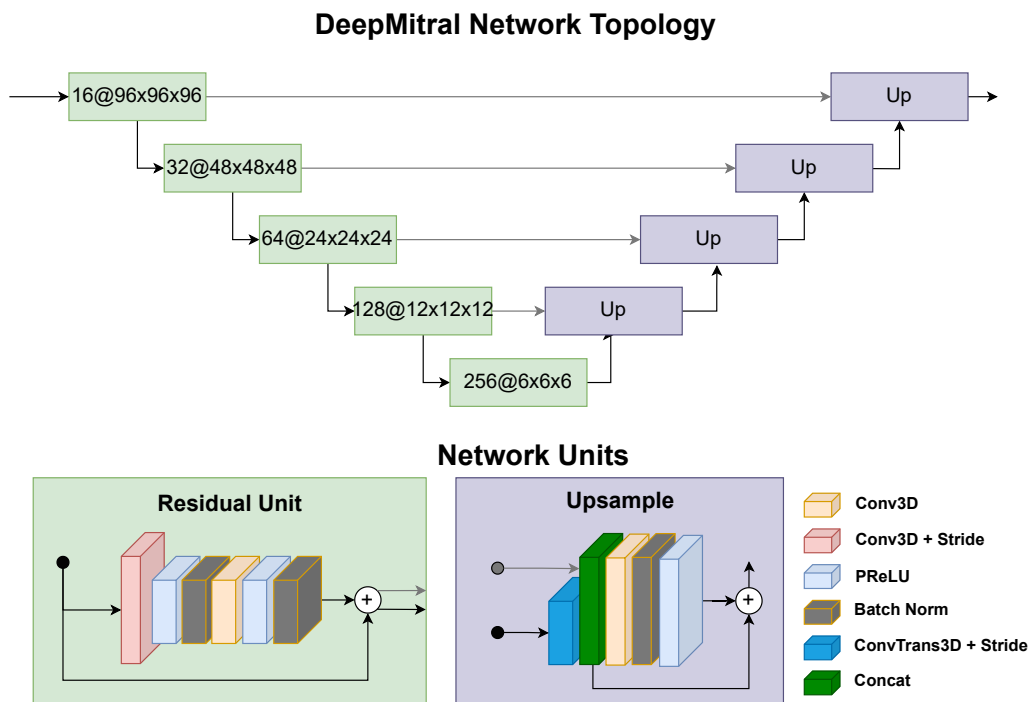 DeepMitral Network Topology
16@96x96x96
Up
32@48x48x48
Up
64@24x24x24
Up
128@12x12x12
Up
256@6x6x6
Network Units
Residual Unit
Upsample
Conv3D
Conv3D + Stride
PReLU
Batch Norm
ConvTrans3D + Stride
Concat
+
+